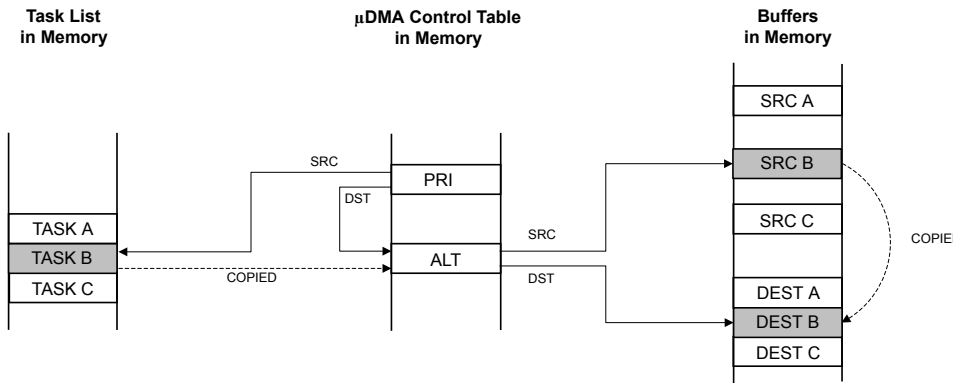 Task List
in Memory
µDMA Control Table
in Memory
Buffers
in Memory
SRC A
SRC
SRC B
PRI
DST
TASK A
SRC C
SRC
COPIED
TASK B
ALT
COPIED
DST
TASK C
DEST A
DEST B
DEST C